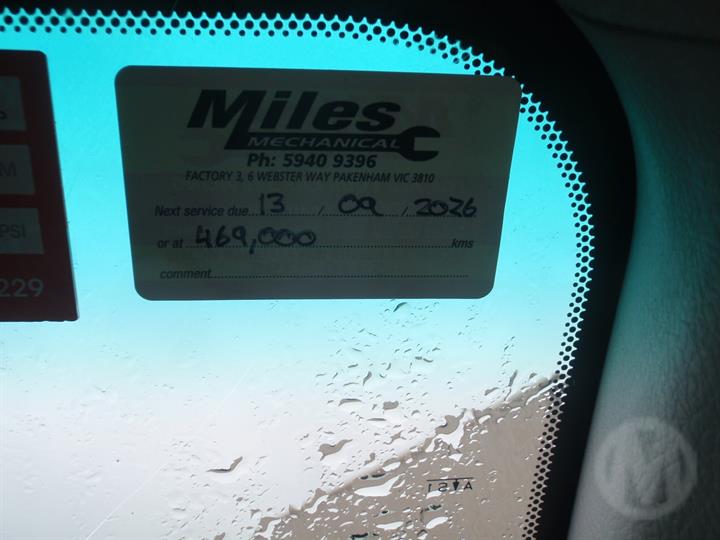 Miles
MECHANICAL
Ph: 5940 9396
FACTORY 3, 6 WEBSTER WAY PAKENHAM VIC 3810
Next service due 13 / 09 / 2026
or at 469,000 kms
comment
M
PSI
229
AS1
M